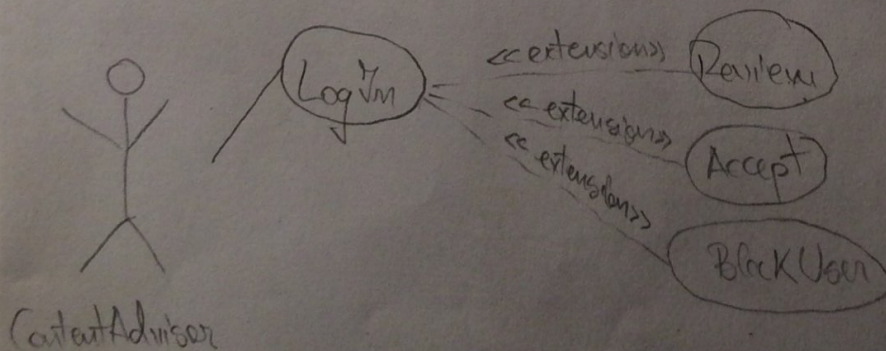 <<extension>>
Review
LogIn
<<extension>>
Accept
<<extension>>
BlockUser
ContentAdvisor